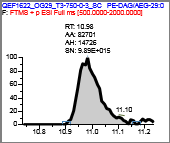 QEF1622_OG29_T3-750-0-3_SC PE-DAG/AEG-29:0
F: FTMS + p ESI Full ms [500.0000-2000.0000]
RT: 10.98
AA: 82701
AH: 14726
SN: 9.89E+015
100
80
60
40
20
0
11.10
10.8 10.9 11.0 11.1 11.2